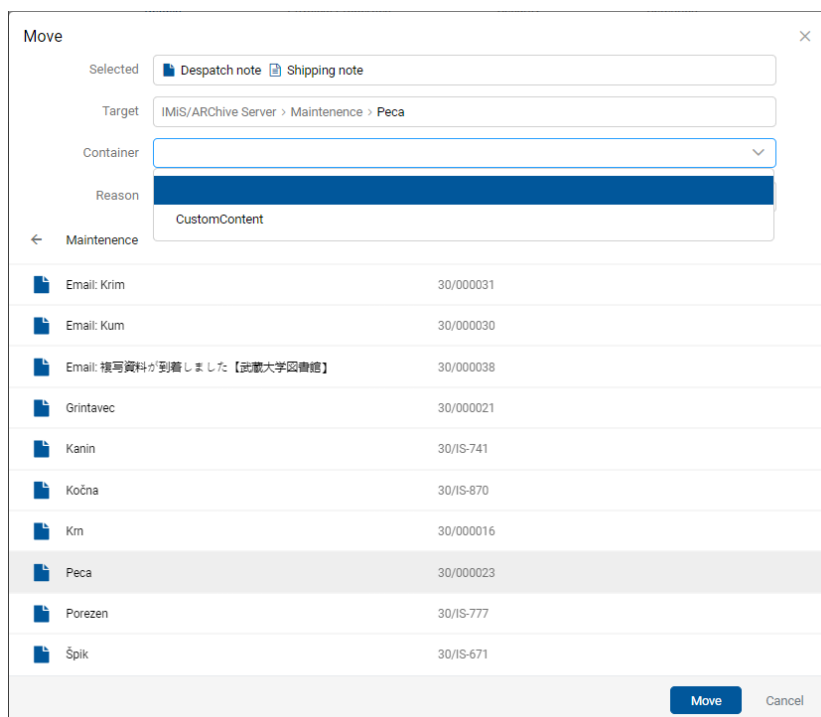 Move
Selected Despatch note Shipping note
Target IMiS/ARChive Server > Maintenence > Peca
Container
Reason
CustomContent
Maintenence
Email: Krim 30/000031
Email: Kum 30/000030
Email: 複写資料が到着しました【武蔵大学図書館】 30/000038
Grintavec 30/000021
Kanin 30/IS-741
Kočna 30/IS-870
Krn 30/000016
Peca 30/000023
Porezen 30/IS-777
Špik 30/IS-671
Move Cancel